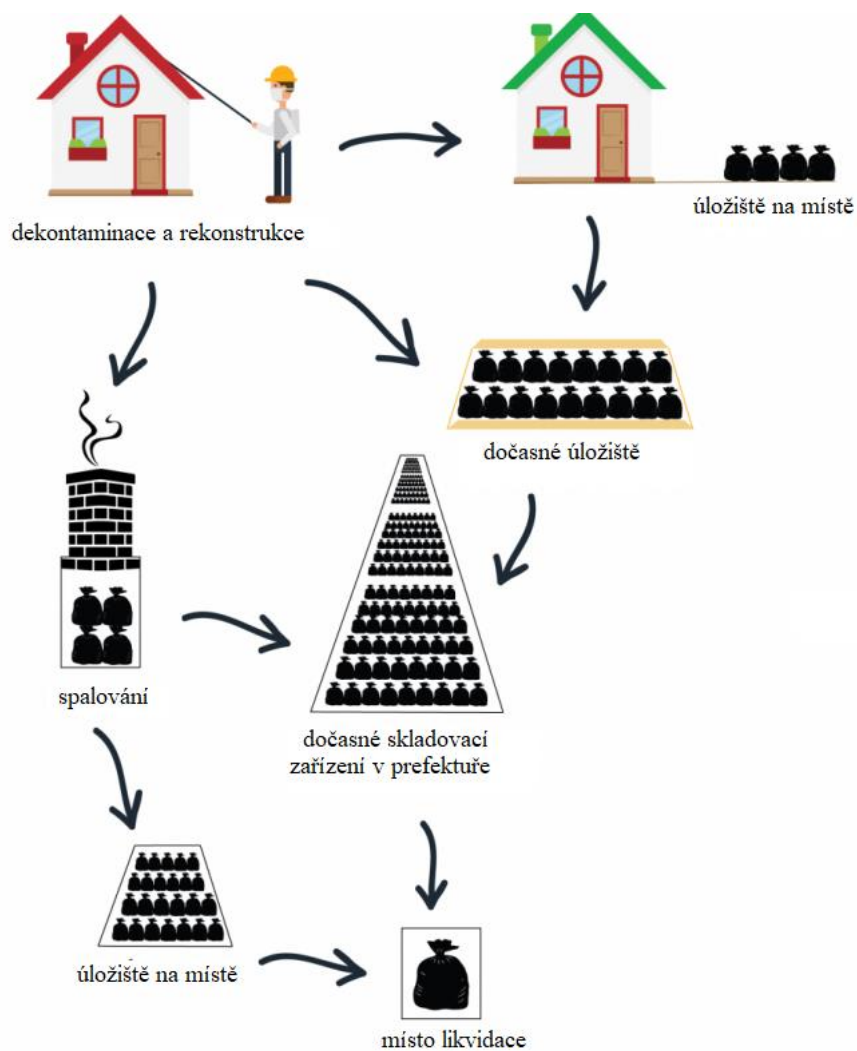 úložiště na místě
dekontaminace a rekonstrukce
dočasné úložiště
spalování
dočasné skladovací
zařízení v prefektuře
úložiště na místě
místo likvidace